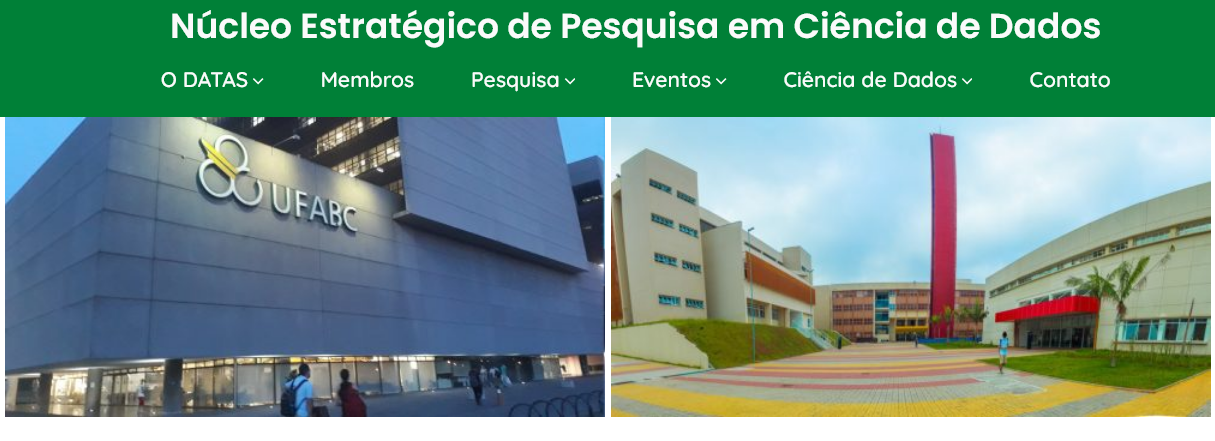 Núcleo Estratégico de Pesquisa em Ciência de Dados
O DATAS Membros Pesquisa Eventos Ciência de Dados Contato
UFABC